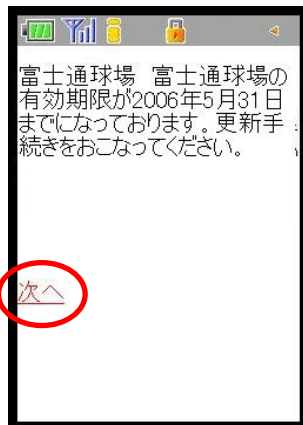 富士通球場 富士通球場の
有効期限が2006年5月31日
までになっております。更新手
続きをおこなってください。
次へ